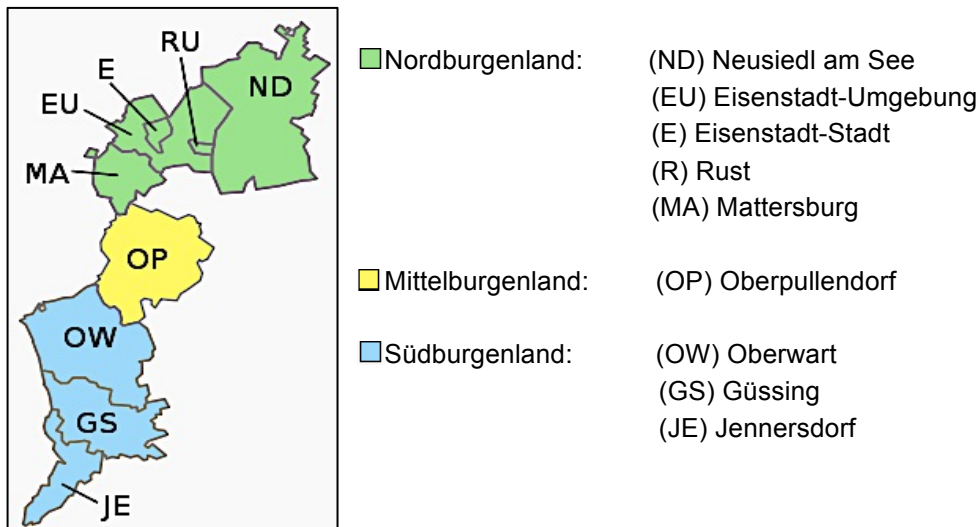 RU
E
ND
EU
MA
OP
OW
GS
JE
Nordburgenland: (ND) Neusiedl am See
(EU) Eisenstadt-Umgebung
(E) Eisenstadt-Stadt
(R) Rust
(MA) Mattersburg
Mittelburgenland: (OP) Oberpullendorf
Südburgenland: (OW) Oberwart
(GS) Güssing
(JE) Jennersdorf